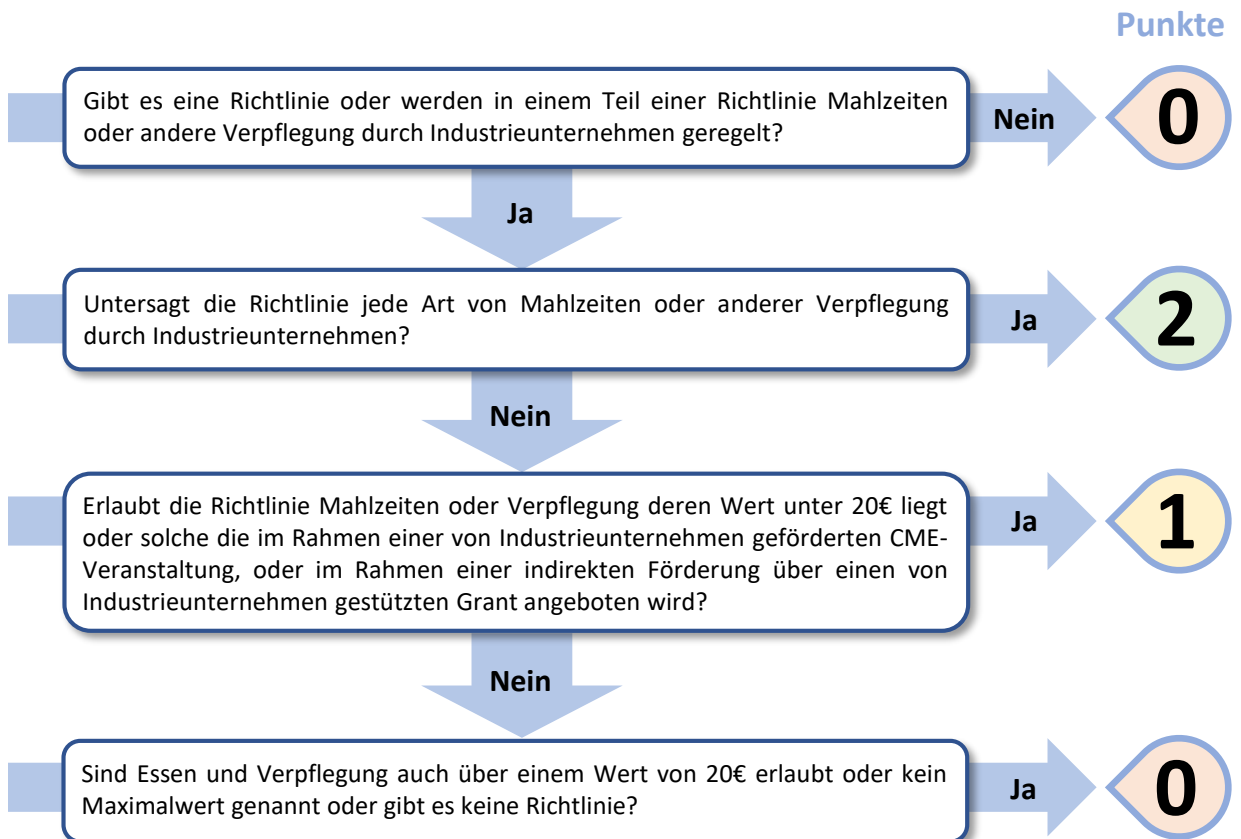 Punkte
Gibt es eine Richtlinie oder werden in einem Teil einer Richtlinie Mahlzeiten
oder andere Verpflegung durch Industrieunternehmen geregelt?
Nein
0
Ja
Untersagt die Richtlinie jede Art von Mahlzeiten oder anderer Verpflegung
durch Industrieunternehmen?
Ja
2
Nein
Erlaubt die Richtlinie Mahlzeiten oder Verpflegung deren Wert unter 20€ liegt
oder solche die im Rahmen einer von Industrieunternehmen geförderten CME-
Veranstaltung, oder im Rahmen einer indirekten Förderung über einen von
Industrieunternehmen gestützten Grant angeboten wird?
Ja
1
Nein
Sind Essen und Verpflegung auch über einem Wert von 20€ erlaubt oder kein
Maximalwert genannt oder gibt es keine Richtlinie?
Ja
0